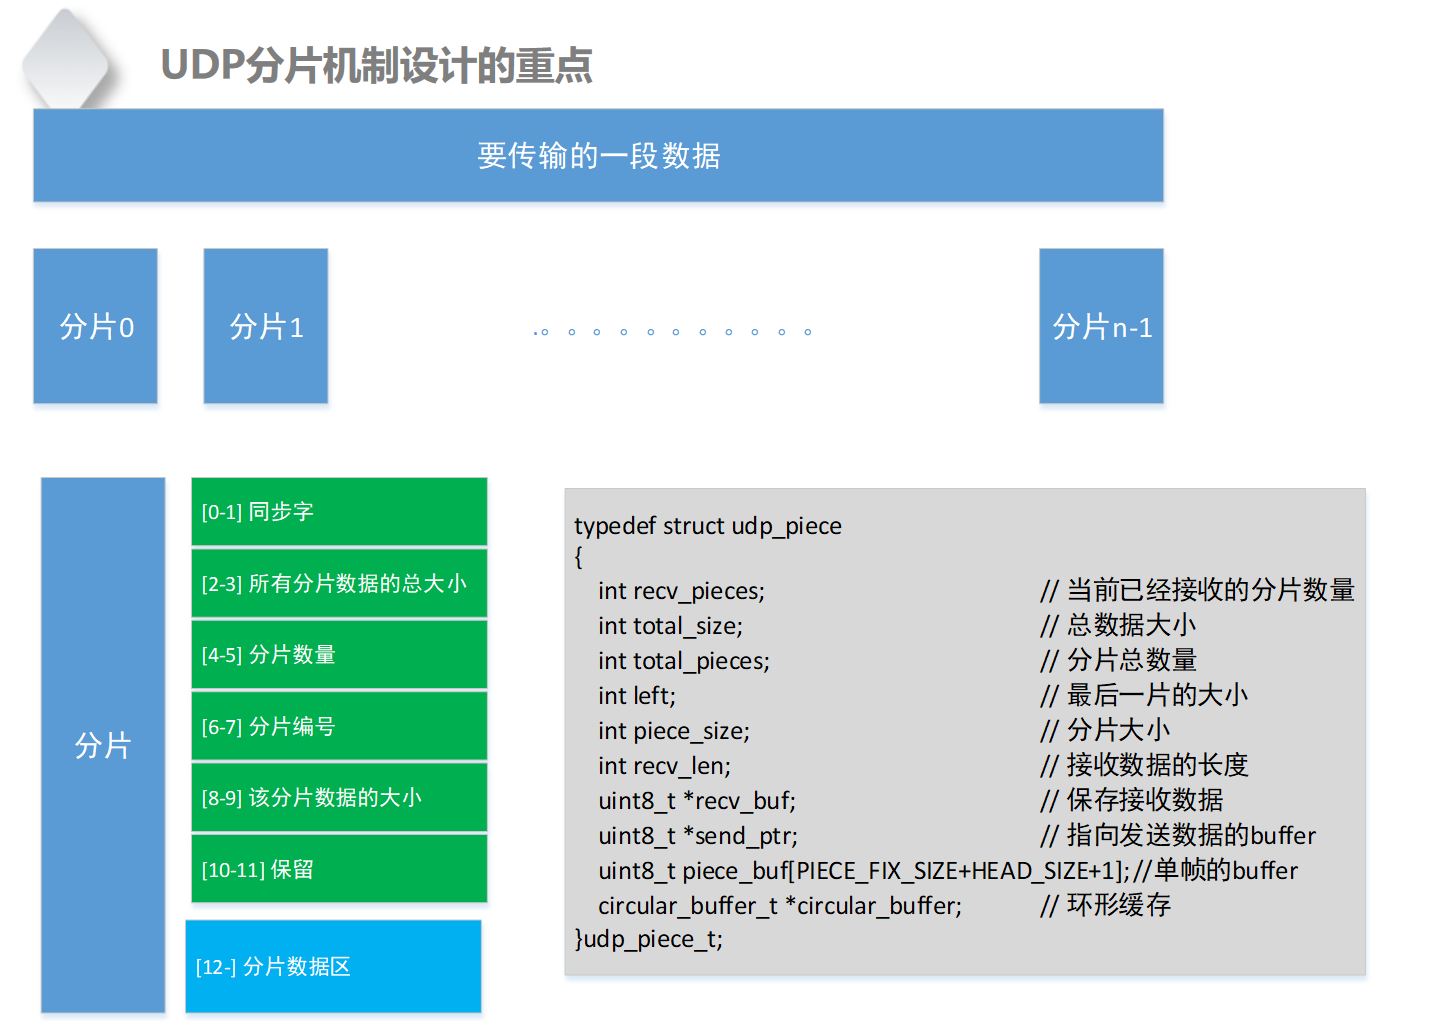 UDP分片机制设计的重点
要传输的一段数据
分片0
分片1
.。。。。。。。。。。。
分片n-1
分片
[0-1] 同步字
[2-3] 所有分片数据的总大小
[4-5] 分片数量
[6-7] 分片编号
[8-9] 该分片数据的大小
[10-11] 保留
[12-] 分片数据区
typedef struct udp_piece
{
int recv_pieces; // 当前已经接收的分片数量
int total_size; // 总数据大小
int total_pieces; // 分片总数量
int left; // 最后一片的大小
int piece_size; // 分片大小
int recv_len; // 接收数据的长度
uint8_t *recv_buf; // 保存接收数据
uint8_t *send_ptr; // 指向发送数据的buffer
uint8_t piece_buf[PIECE_FIX_SIZE+HEAD_SIZE+1];//单帧的buffer
circular_buffer_t *circular_buffer; // 环形缓存
}udp_piece_t;